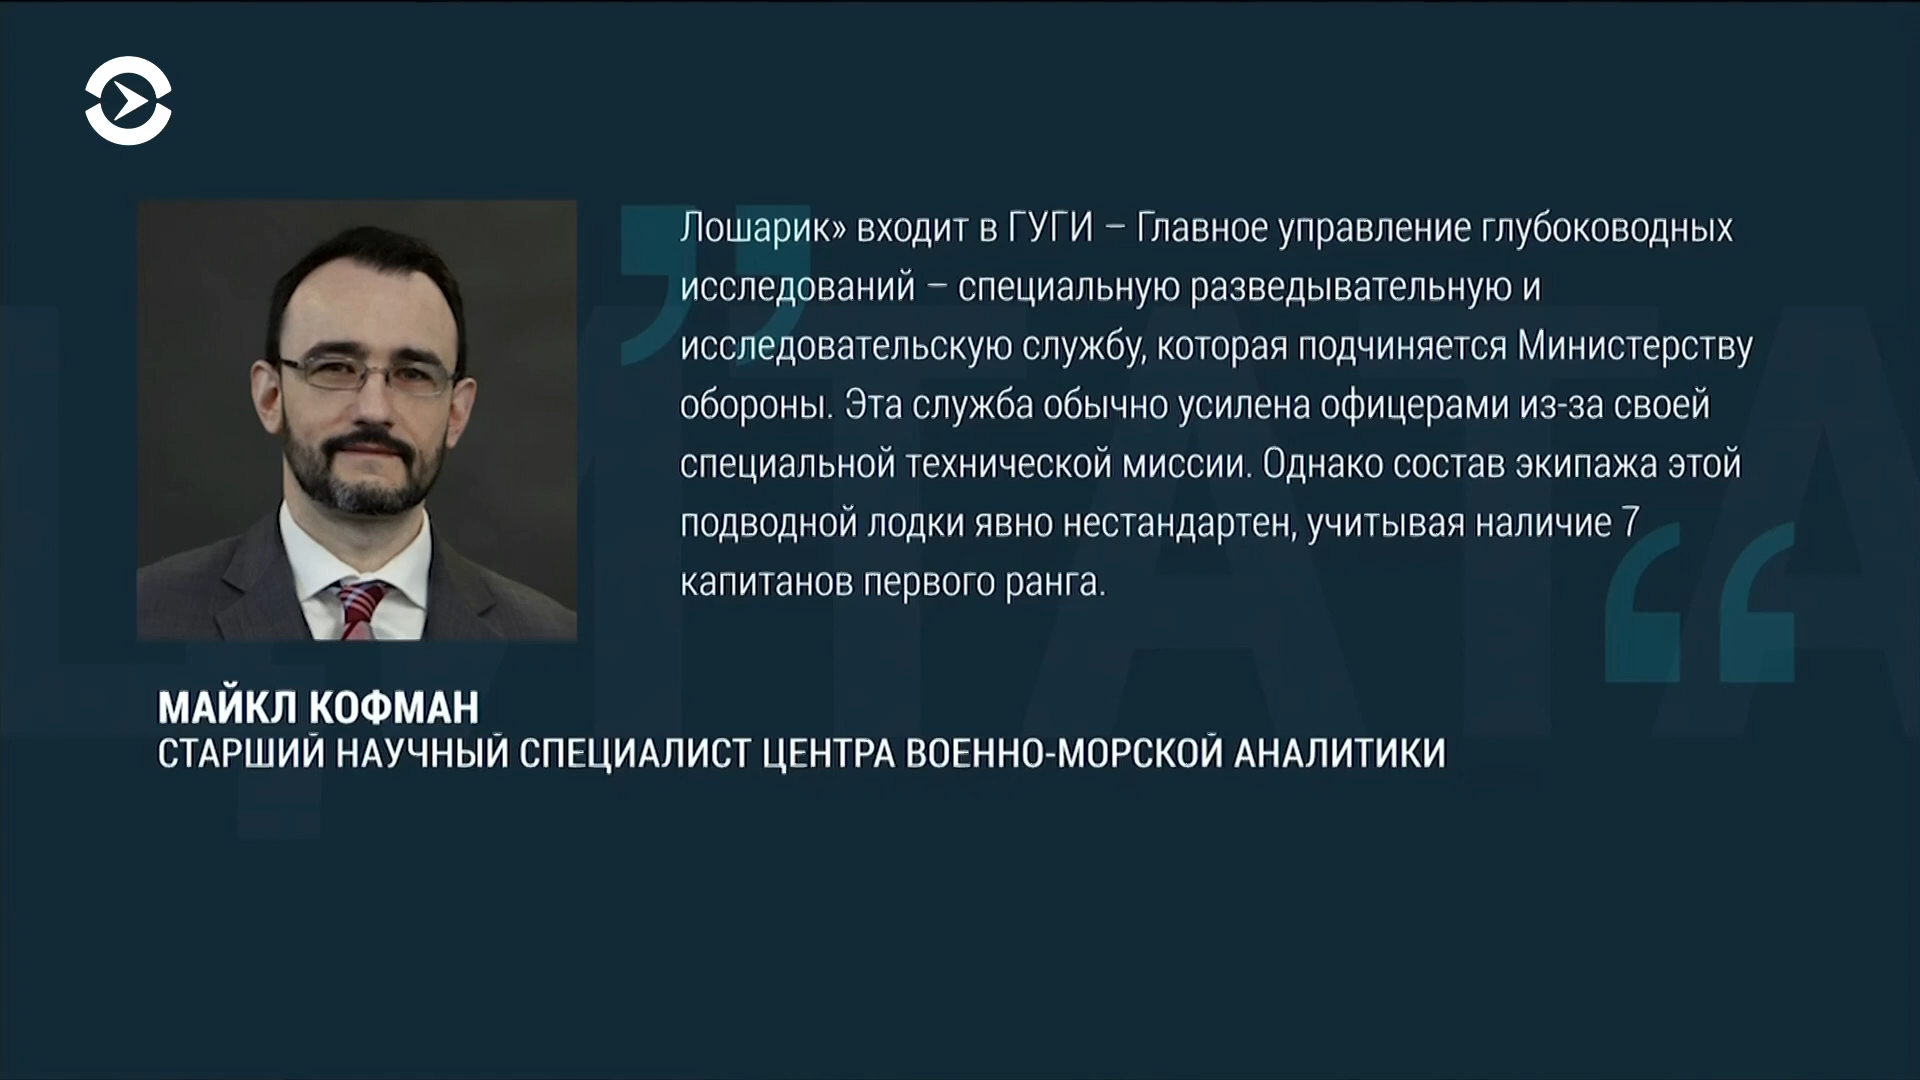 Лошарик» входит в ГУГИ – Главное управление глубоководных
исследований – специальную разведывательную и
исследовательскую службу, которая подчиняется Министерству
обороны. Эта служба обычно усилена офицерами из-за своей
специальной технической миссии. Однако состав экипажа этой
подводной лодки явно нестандартен, учитывая наличие 7
капитанов первого ранга.
МАЙКЛ КОФМАН
СТАРШИЙ НАУЧНЫЙ СПЕЦИАЛИСТ ЦЕНТРА ВОЕННО-МОРСКОЙ АНАЛИТИКИ
ЦИТАТА